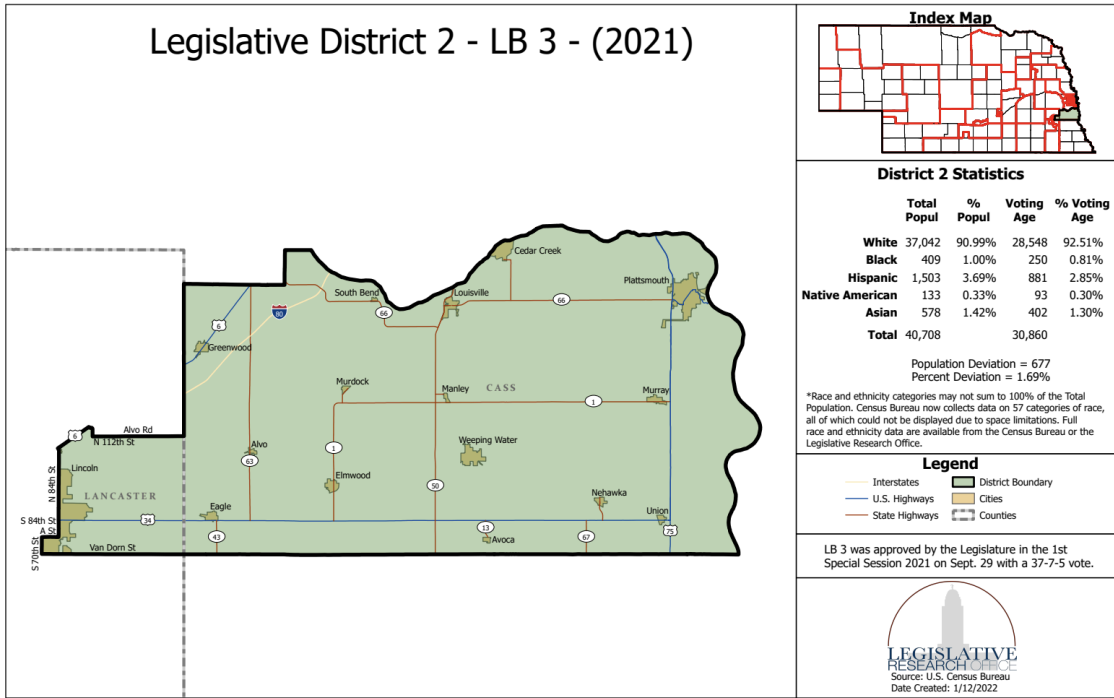 Legislative District 2 - LB 3 - (2021)
Cedar Creek
Plattsmouth
South Bend
Louisville
66
66
80
6
Greenwood
Murdock
Manley
CASS
Murray
1
Alvo Rd
6
N 112th St
Alvo
Weeping Water
63
1
Lincoln
N 84th St
LANCASTER
Elmwood
50
Nehawka
Eagle
Union
S 84th St
34
A St
13
75
43
Avoca
67
S 70th St
Van Dorn St
Index Map
District 2 Statistics
Total Popul % Popul Voting Age % Voting Age
White 37,042 90.99% 28,548 92.51%
Black 409 1.00% 250 0.81%
Hispanic 1,503 3.69% 881 2.85%
Native American 133 0.33% 93 0.30%
Asian 578 1.42% 402 1.30%
Total 40,708 30,860
Population Deviation = 677
Percent Deviation = 1.69%
*Race and ethnicity categories may not sum to 100% of the Total
Population. Census Bureau now collects data on 57 categories of race,
all of which could not be displayed due to space limitations. Full
race and ethnicity data are available from the Census Bureau or the
Legislative Research Office.
Legend
Interstates District Boundary
U.S. Highways Cities
State Highways Counties
LB 3 was approved by the Legislature in the 1st
Special Session 2021 on Sept. 29 with a 37-7-5 vote.
LEGISLATIVE
RESEARCH OFFICE
Source: U.S. Census Bureau
Date Created: 1/12/2022